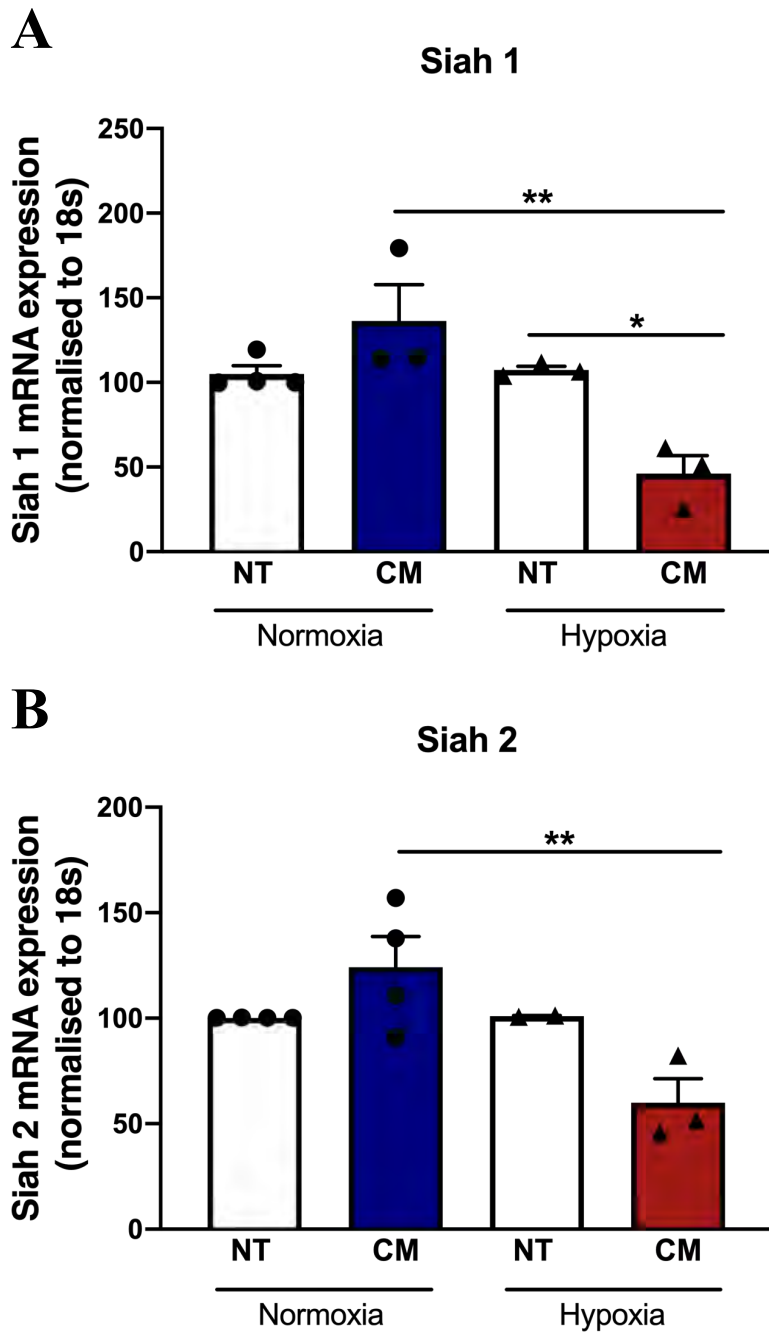 A
Siah 1
Siah 1 mRNA expression
(normalised to 18s)
250
200
150
100
50
0
**
*
NT CM NT CM
Normoxia Hypoxia
B
Siah 2
Siah 2 mRNA expression
(normalised to 18s)
200
150
100
50
0
**
NT CM NT CM
Normoxia Hypoxia